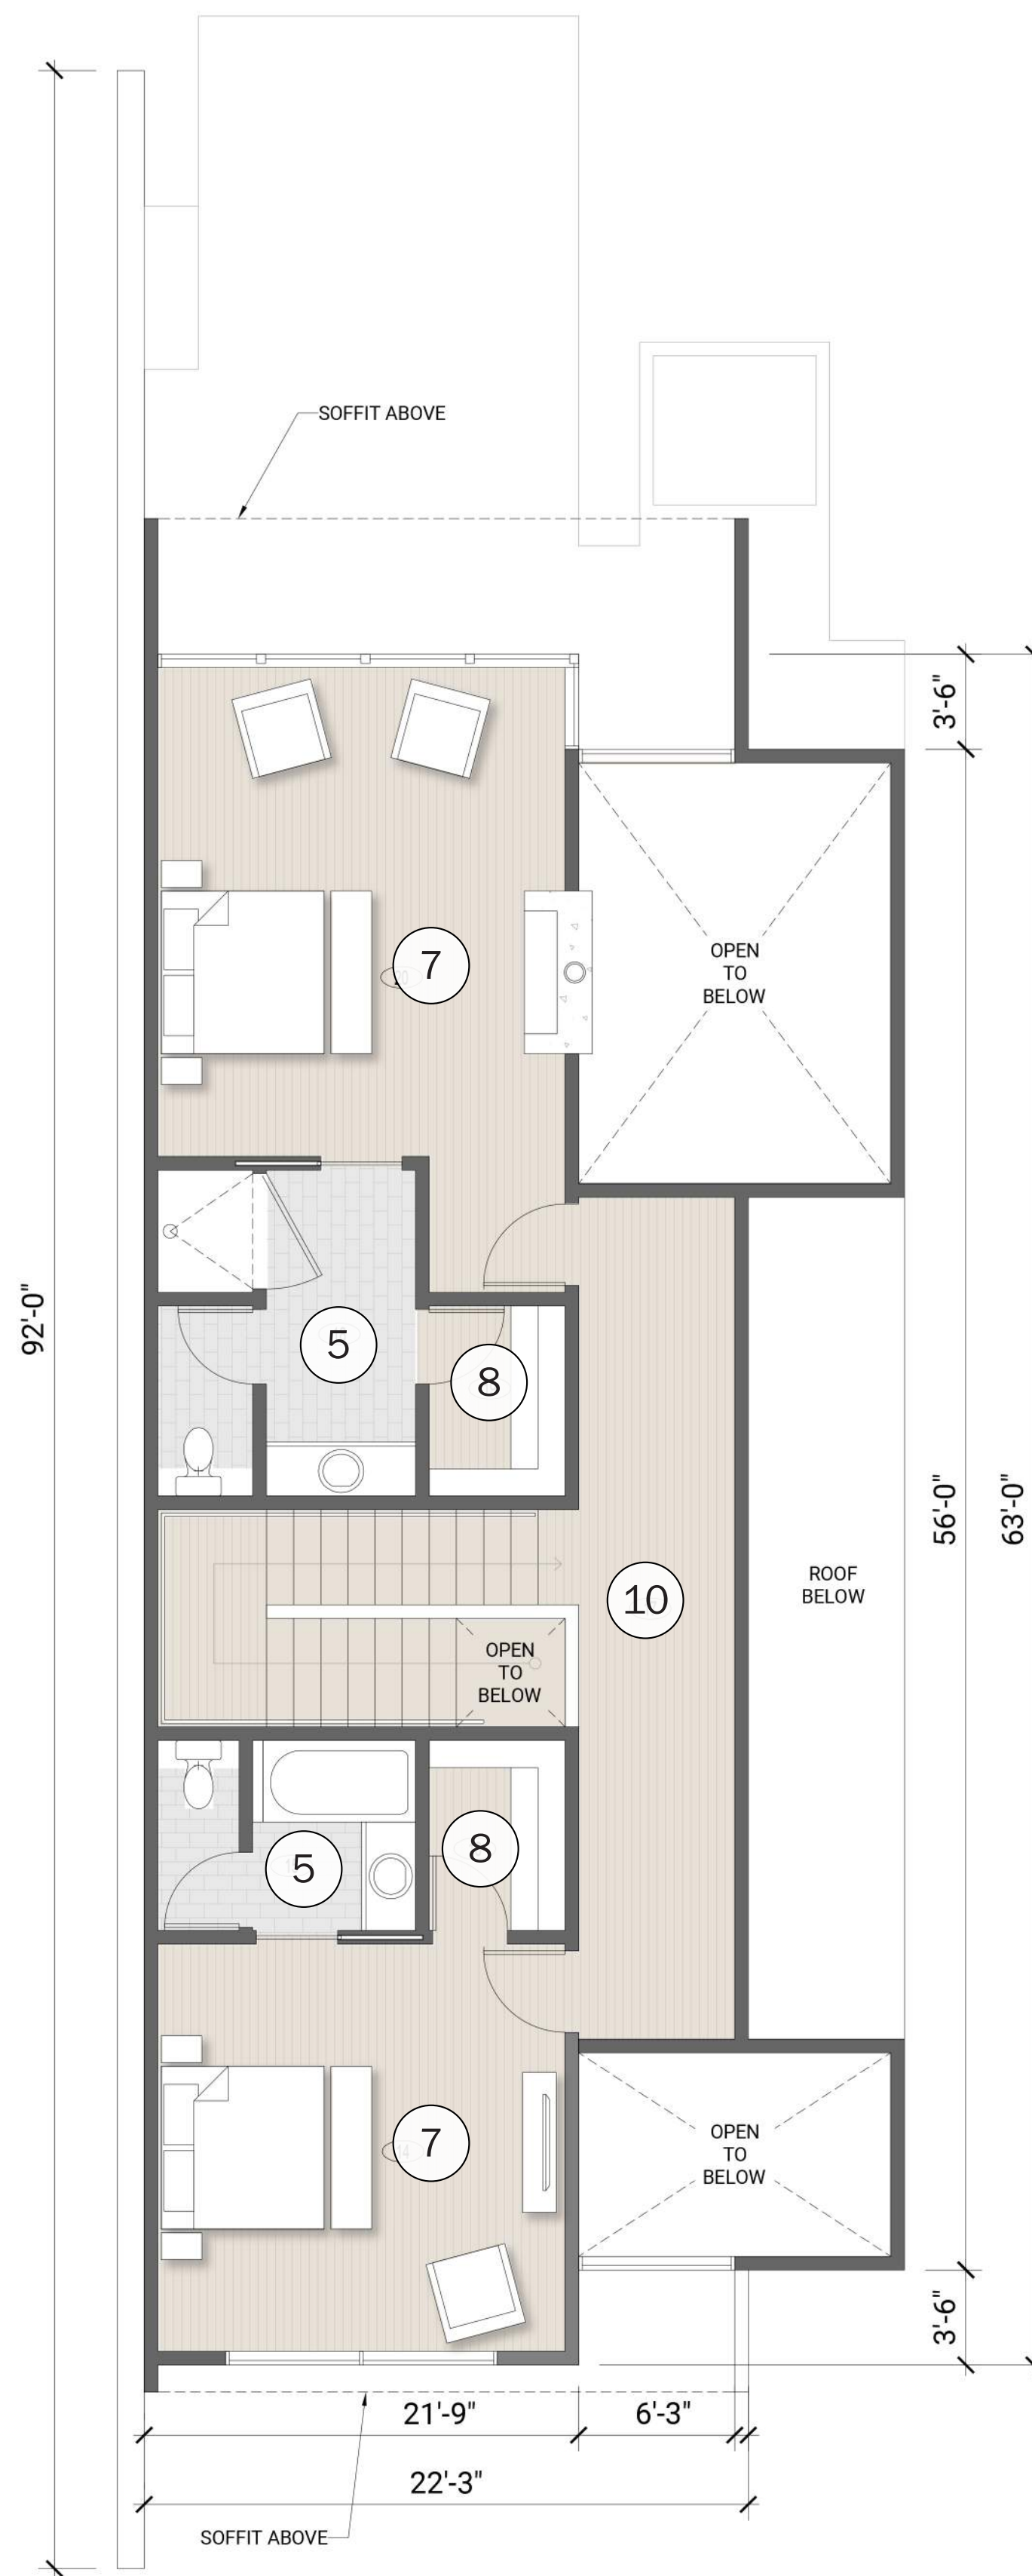 SOFFIT ABOVE
3'-6"
7
OPEN
TO
BELOW
92'-0"
5
8
56'-0"
63'-0"
10
ROOF
BELOW
OPEN
TO
BELOW
5
8
7
OPEN
TO
BELOW
3'-6"
21'-9"
6'-3"
22'-3"
SOFFIT ABOVE